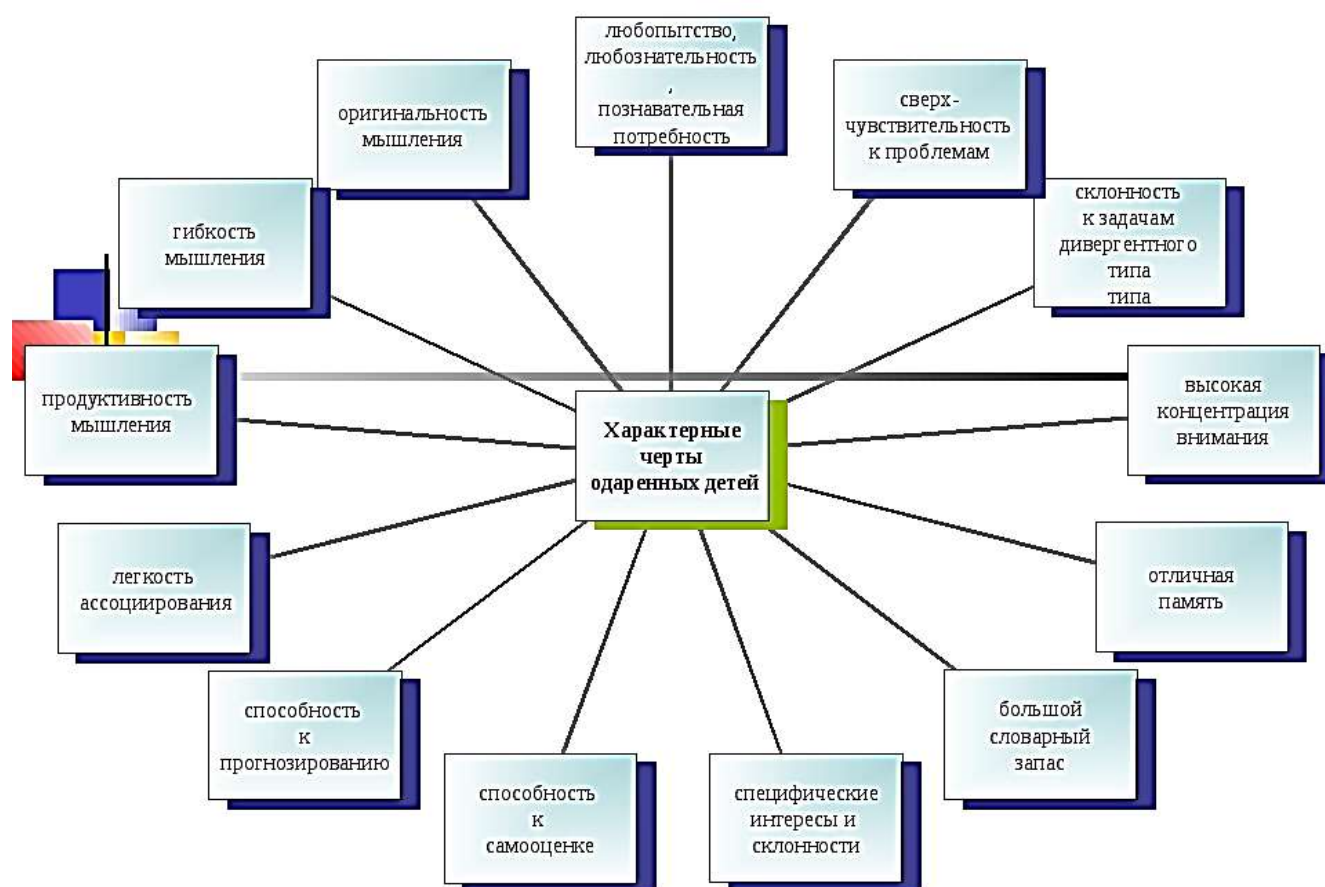 любопытство,
любознательность
,
познавательная
потребность
сверх-
чувствительность
к проблемам
склонность
к задачам
дивергентного
типа
типа
высокая
концентрация
внимания
отличная
память
большой
словарный
запас
специфические
интересы и
склонности
способность
к
самооценке
способность
к
прогнозированию
легкость
ассоциирования
продуктивность
мышления
гибкость
мышления
оригинальность
мышления
Характерные
черты
одаренных детей